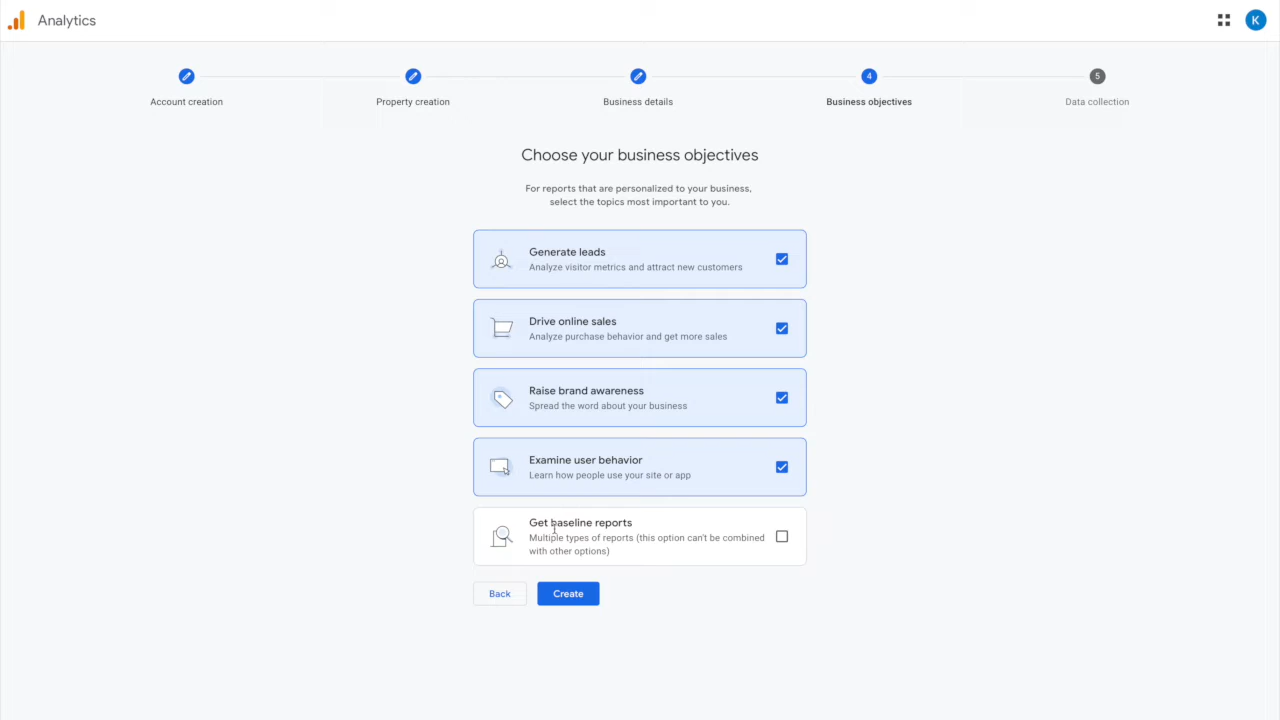 Analytics
K
4
5
Account creation
Property creation
Business details
Business objectives
Data collection
Choose your business objectives
For reports that are personalized to your business,
select the topics most important to you.
Generate leads
Analyze visitor metrics and attract new customers
Drive online sales
Analyze purchase behavior and get more sales
Raise brand awareness
Spread the word about your business
Examine user behavior
Learn how people use your site or app
Get baseline reports
Multiple types of reports (this option can't be combined
with other options)
Back
Create